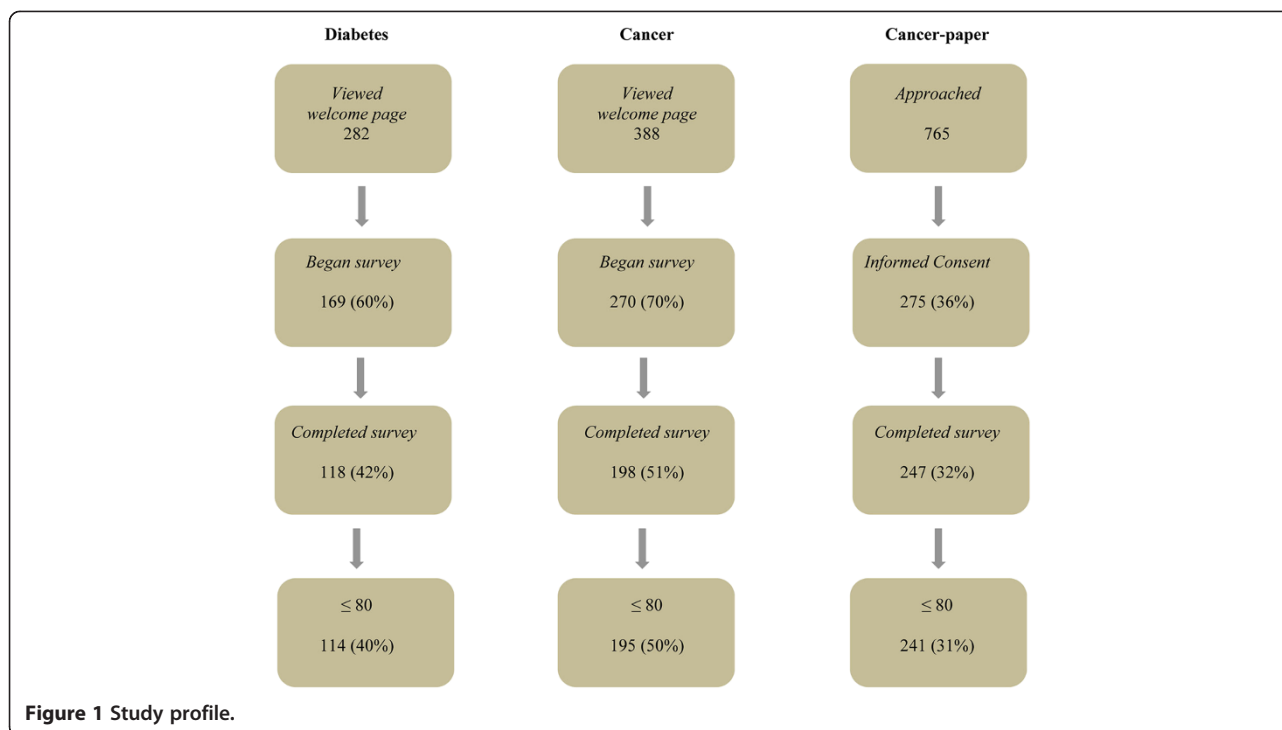 Diabetes
Cancer
Cancer-paper
Viewed
welcome page
282
Viewed
welcome page
388
Approached
765
Began survey
169 (60%)
Began survey
270 (70%)
Informed Consent
275 (36%)
Completed survey
118 (42%)
Completed survey
198 (51%)
Completed survey
247 (32%)
≤ 80
114 (40%)
≤ 80
195 (50%)
≤ 80
241 (31%)
Figure 1 Study profile.